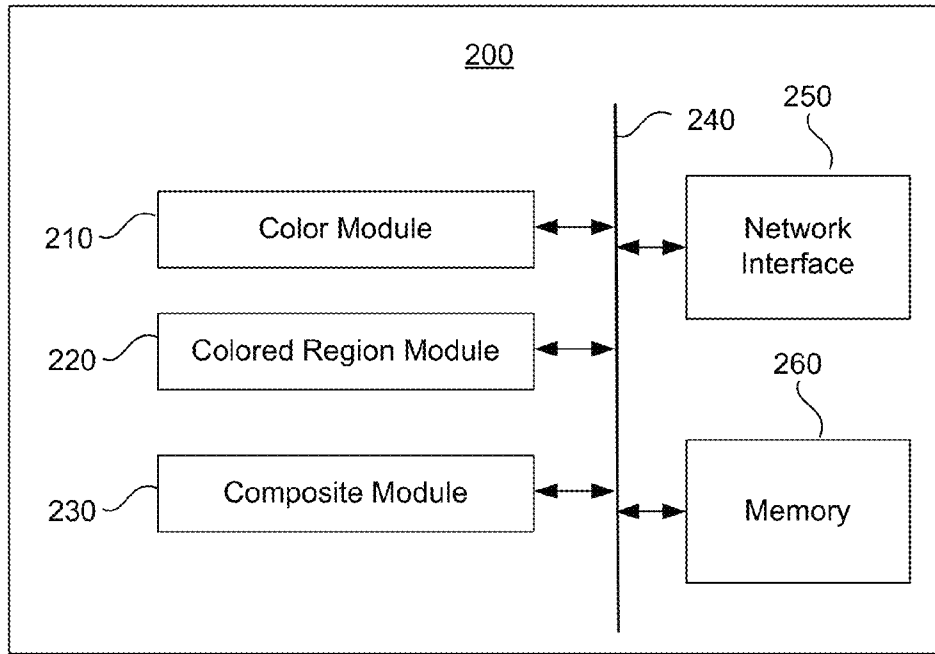 200
240
250
210
Color Module
Network
Interface
220
Colored Region Module
260
230
Composite Module
Memory